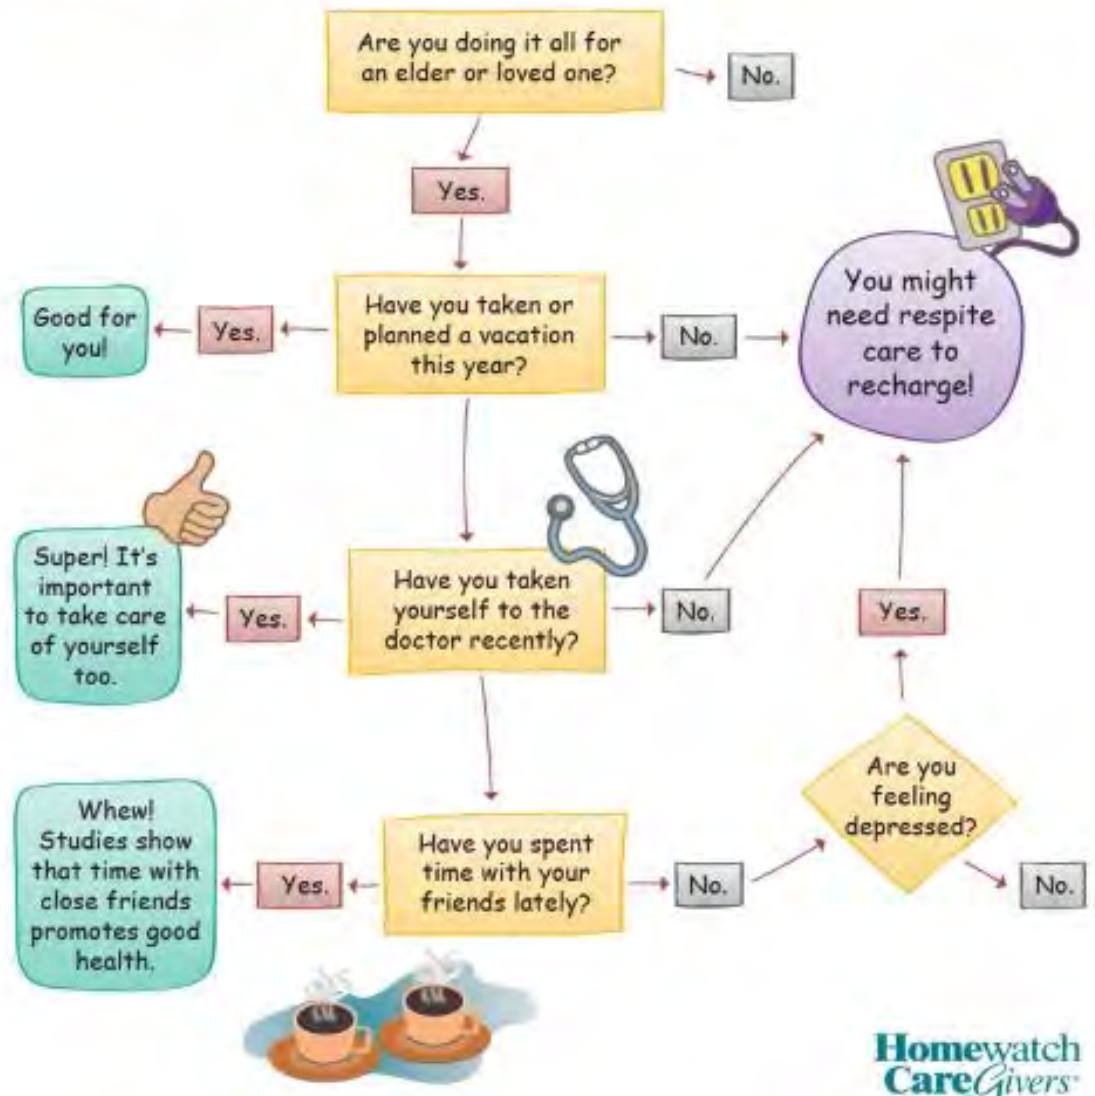 Are you doing it all for
an elder or loved one?
No.
Yes.
Have you taken or
planned a vacation
this year?
Yes.
Good for
you!
No.
You might
need respite
care to
recharge!
Have you taken
yourself to the
doctor recently?
Yes.
Super! It's
important
to take care
of yourself
too.
No.
Have you spent
time with your
friends lately?
Yes.
Whew!
Studies show
that time with
close friends
promotes good
health.
No.
Are you
feeling
depressed?
Yes.
No.
Homewatch
CareGivers